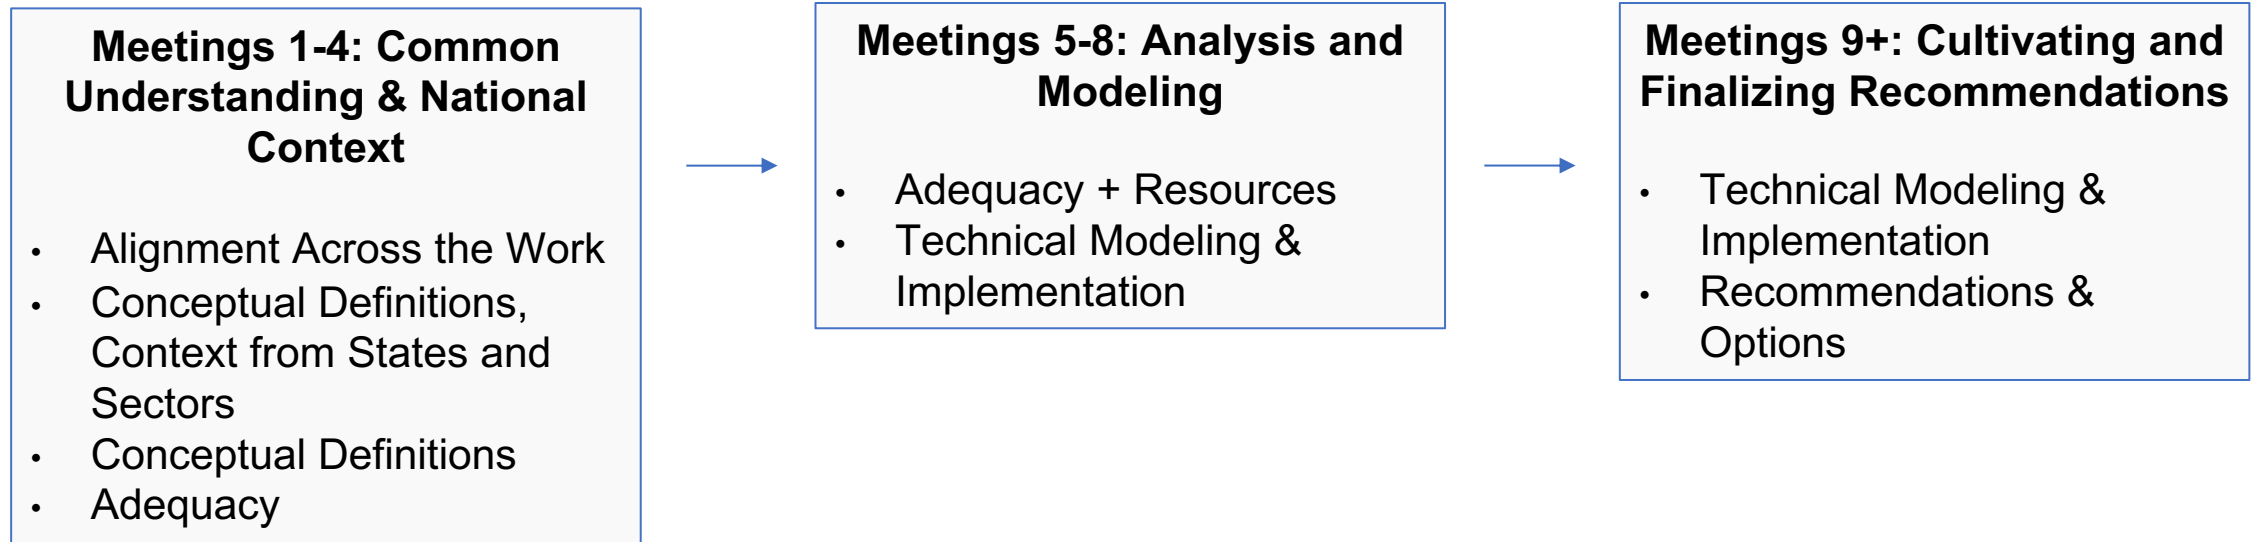 Meetings 1-4: Common
Understanding & National
Context
• Alignment Across the Work
• Conceptual Definitions,
Context from States and
Sectors
• Conceptual Definitions
• Adequacy
Meetings 5-8: Analysis and
Modeling
• Adequacy + Resources
• Technical Modeling &
Implementation
Meetings 9+: Cultivating and
Finalizing Recommendations
• Technical Modeling &
Implementation
• Recommendations &
Options